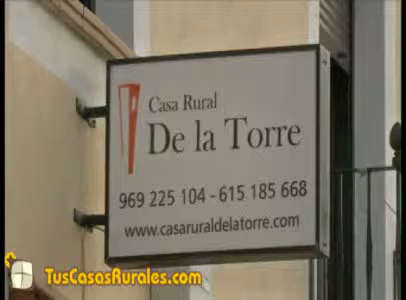 Casa Rural
De la Torre
969 225 104 - 615 185 668
www.casaruraldelatorre.com
TusCasasRurales.com